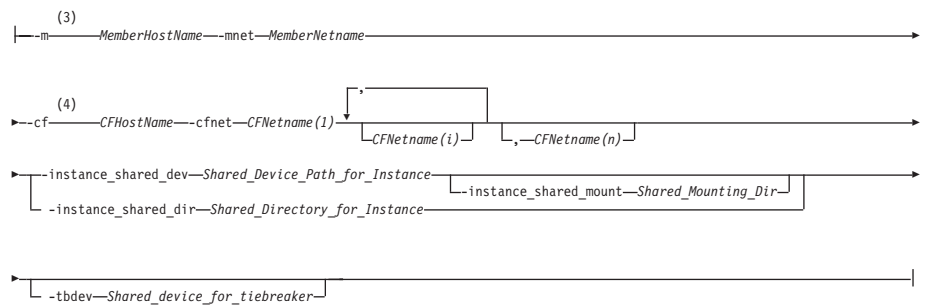 (3)
-m MemberHostName -mnet MemberNetname
,
(4)
-cf CFHostName -cfnet CFNetname(1)
CFNetname(i) , CFNetname(n)
-instance_shared_dev Shared_Device_Path_for_Instance
-instance_shared_mount Shared_Mounting_Dir
-instance_shared_dir Shared_Directory_for_Instance
-tbdev Shared_device_for_tiebreaker